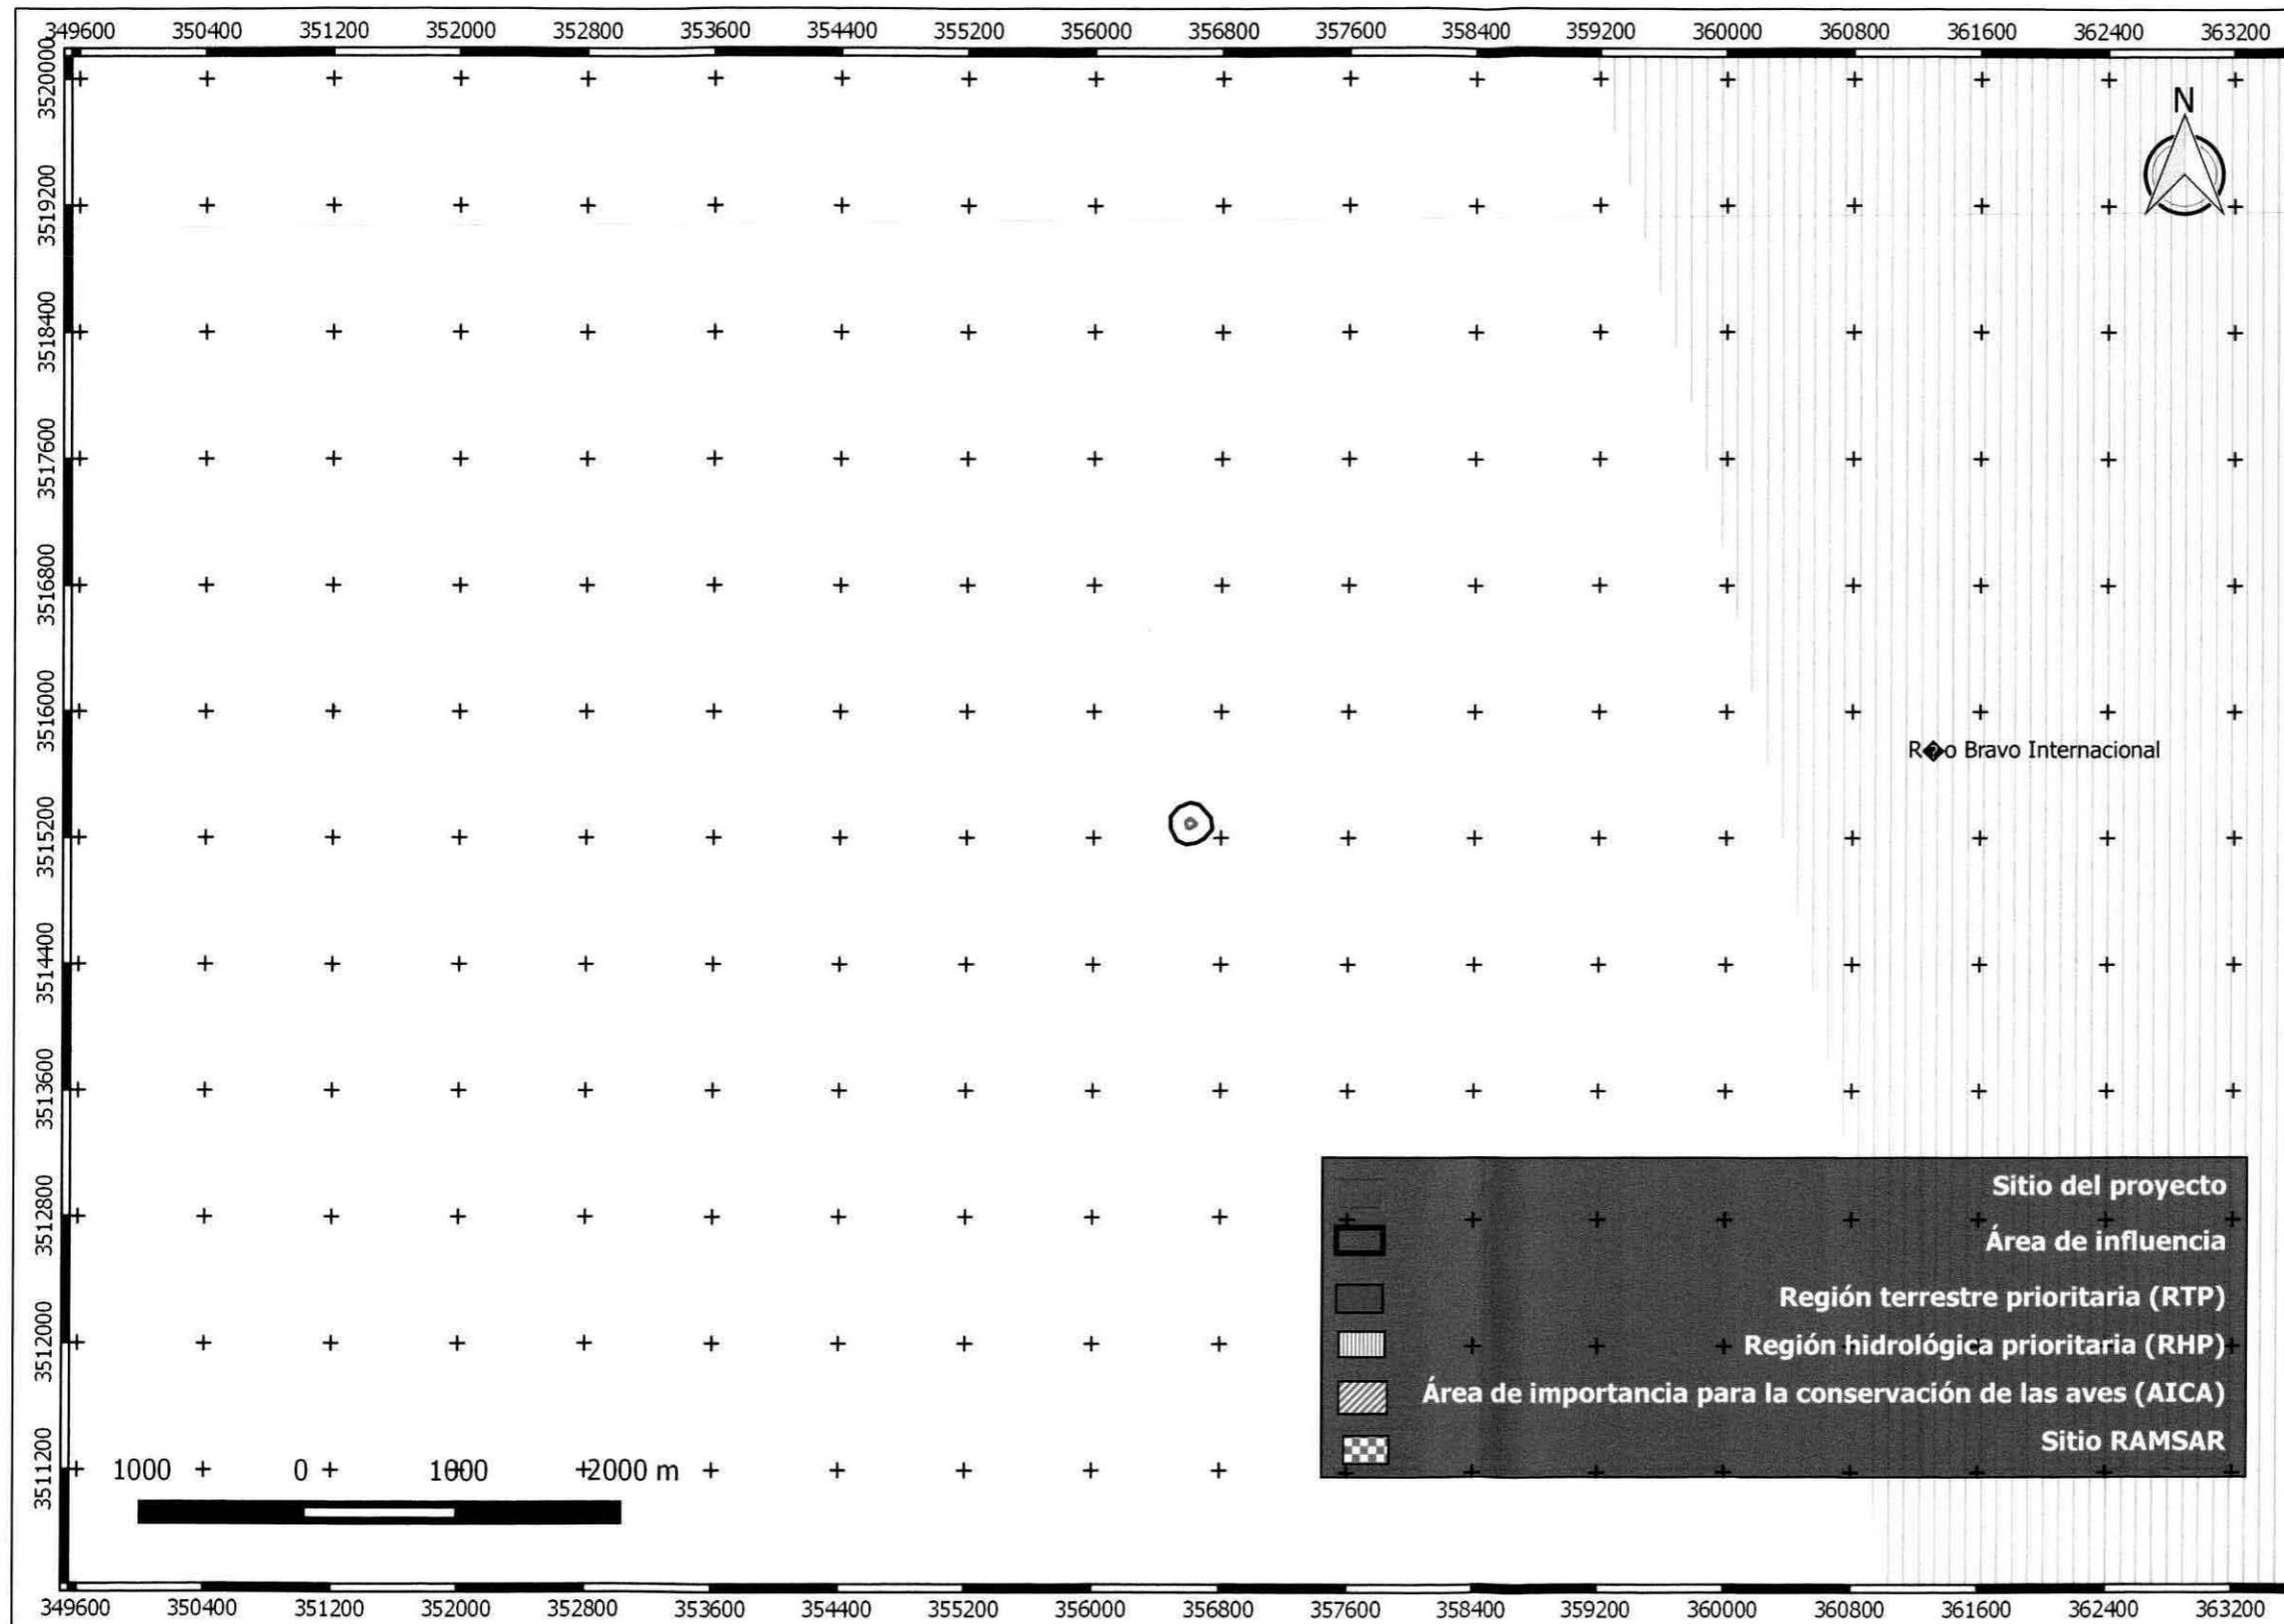 349600 350400 351200 352000 352800 353600 354400 355200 356000 356800 357600 358400 359200 360000 360800 361600 362400 363200
3520000
3519200
3518400
3517600
3516800
3516000
3515200
3514400
3513600
3512800
3512000
3511200
N
R�o Bravo Internacional
Sitio del proyecto
Área de influencia
Región terrestre prioritaria (RTP)
Región hidrológica prioritaria (RHP)
Área de importancia para la conservación de las aves (AICA)
Sitio RAMSAR
1000 0 1000 2000 m
349600 350400 351200 352000 352800 353600 354400 355200 356000 356800 357600 358400 359200 360000 360800 361600 362400 363200